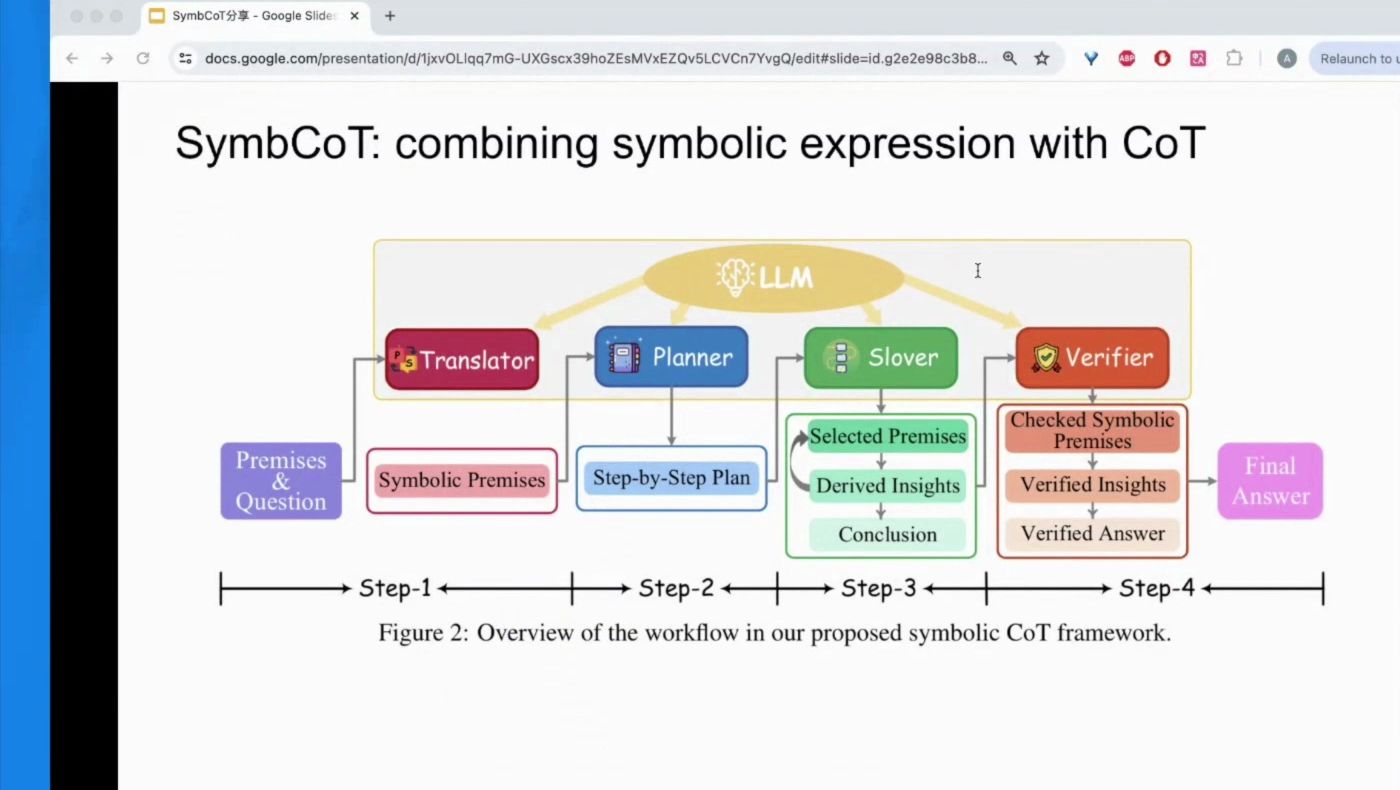 SymbCoT分享 - Google Slides
docs.google.com/presentation/d/1jxvOLlqq7mG-UXGscx39hoZEsMVxEZQv5LCVCn7YvgQ/edit#slide=id.g2e2e98c3b8...
ABP
A
Relaunch to u
SymbCoT: combining symbolic expression with CoT
LLM
P
S
Translator
Planner
Slover
Verifier
Premises
&
Question
Symbolic Premises
Step-by-Step Plan
Selected Premises
Derived Insights
Conclusion
Checked Symbolic
Premises
Verified Insights
Verified Answer
Final
Answer
Step-1
Step-2
Step-3
Step-4
Figure 2: Overview of the workflow in our proposed symbolic CoT framework.